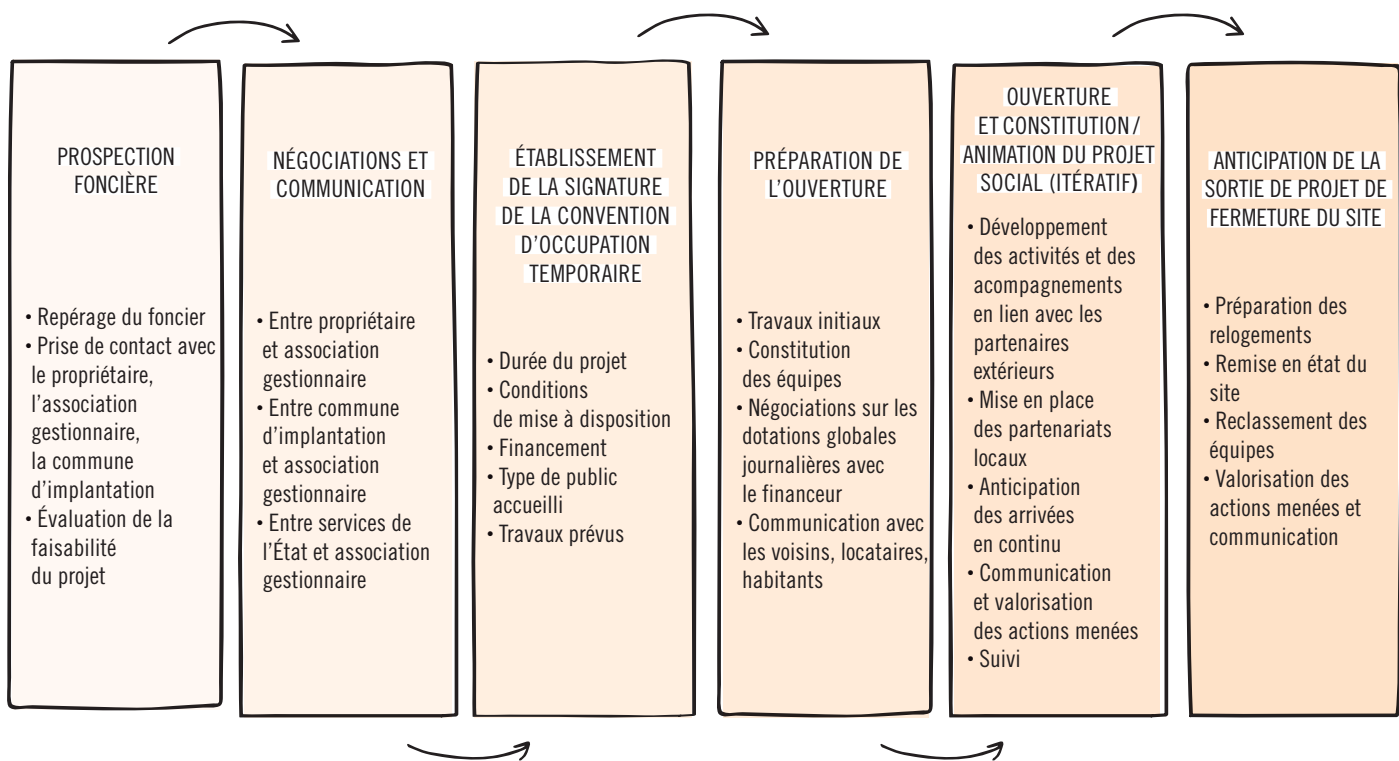 PROSPECTION
FONCIÈRE
• Repérage du foncier
• Prise de contact avec
le propriétaire,
l’association
gestionnaire,
la commune
d’implantation
• Évaluation de la
faisabilité
du projet
NÉGOCIATIONS ET
COMMUNICATION
• Entre propriétaire
et association
gestionnaire
• Entre commune
d’implantation
et association
gestionnaire
• Entre services de
l’État et association
gestionnaire
ÉTABLISSEMENT
DE LA SIGNATURE
DE LA CONVENTION
D’OCCUPATION
TEMPORAIRE
• Durée du projet
• Conditions
de mise à disposition
• Financement
• Type de public
accueilli
• Travaux prévus
PRÉPARATION DE
L’OUVERTURE
• Travaux initiaux
• Constitution
des équipes
• Négociations sur les
dotations globales
journalières avec
le financeur
• Communication avec
les voisins, locataires,
habitants
OUVERTURE
ET CONSTITUTION/
ANIMATION DU PROJET
SOCIAL (ITÉRATIF)
• Développement
des activités et des
acompagnements
en lien avec les
partenaires
extérieurs
• Mise en place
des partenariats
locaux
• Anticipation
des arrivées
en continu
• Communication
et valorisation
des actions menées
• Suivi
ANTICIPATION DE LA
SORTIE DE PROJET DE
FERMETURE DU SITE
• Préparation des
relogements
• Remise en état du
site
• Reclassement des
équipes
• Valorisation des
actions menées et
communication